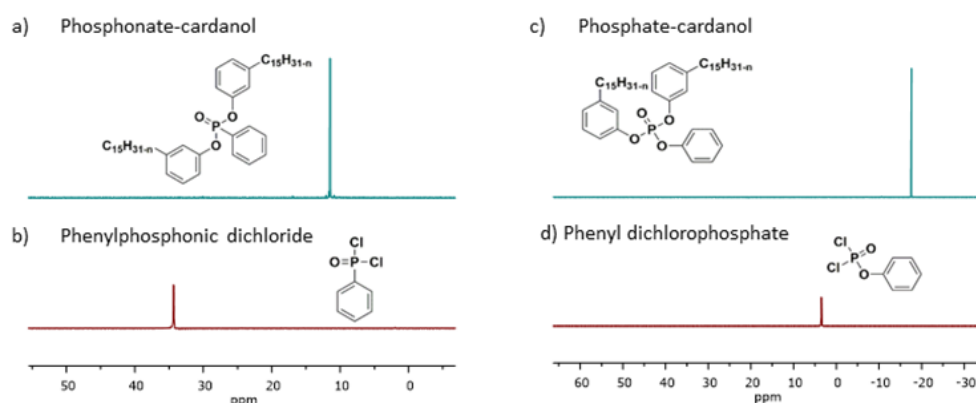 a) Phosphonate-cardanol
C15H31-n
O
P
O
O
C15H31-n
b) Phenylphosphonic dichloride
Cl
O
P
Cl
50 40 30 20 10 0
ppm
c) Phosphate-cardanol
C15H31-n
C15H31-n
O
O
P
O
O
d) Phenyl dichlorophosphate
Cl
O
P
Cl
O
60 50 40 30 20 10 0 -10 -20 -30
ppm